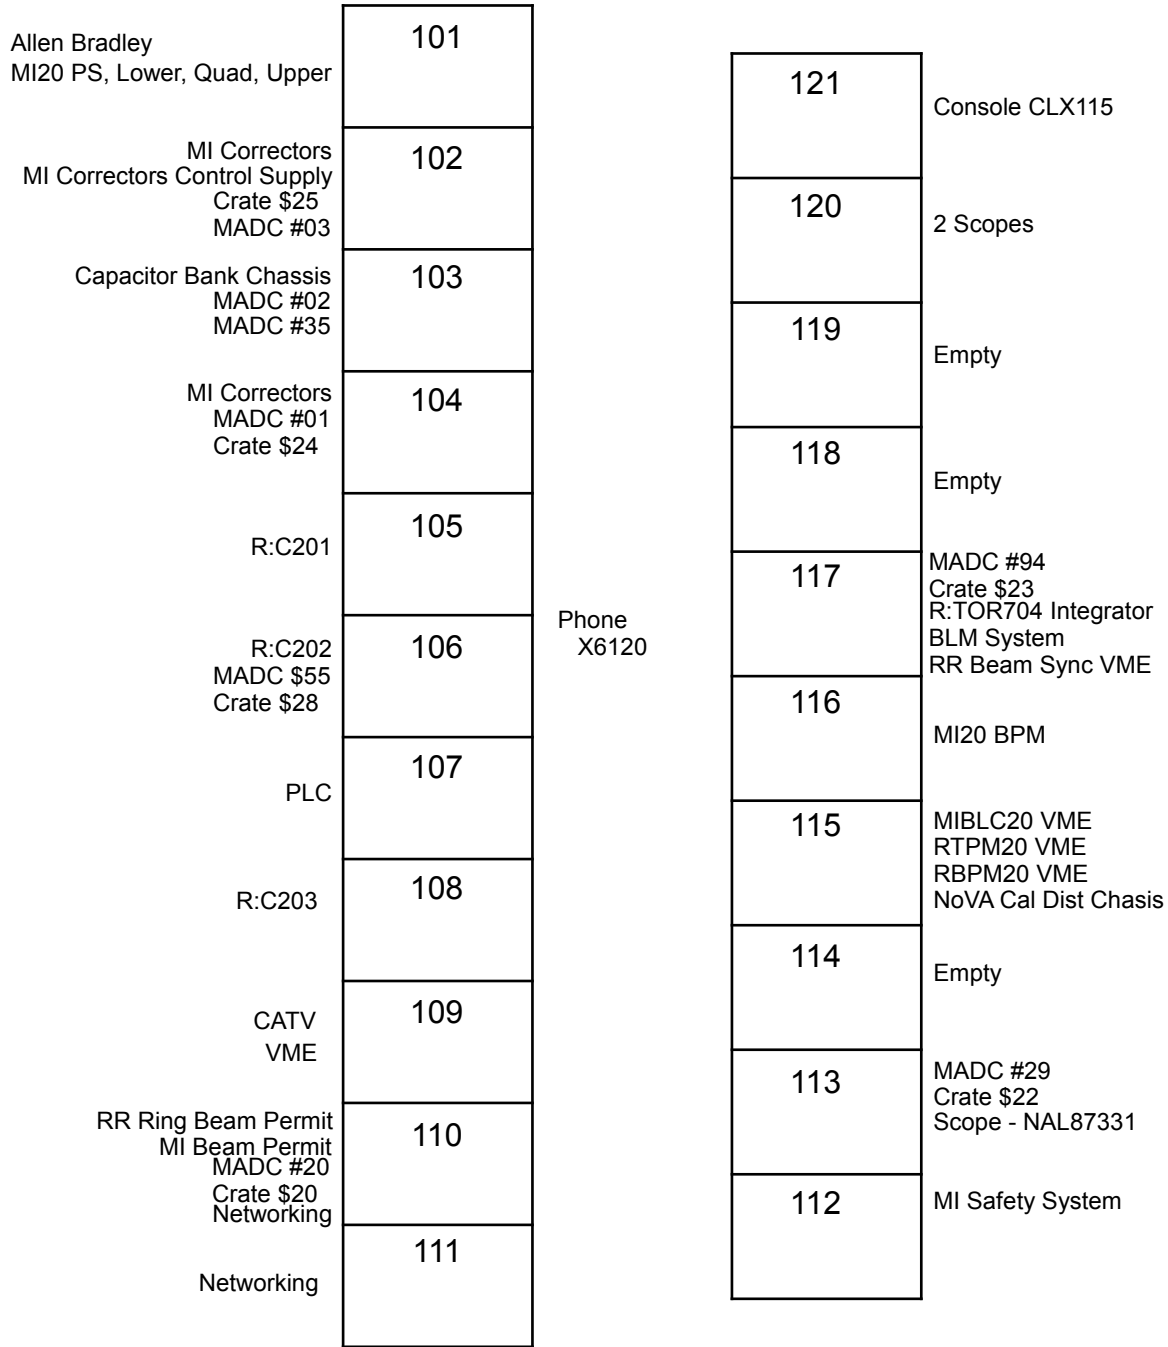 101
Allen Bradley
MI20 PS, Lower, Quad, Upper
102
MI Correctors
MI Correctors Control Supply
Crate $25
MADC #03
103
Capacitor Bank Chassis
MADC #02
MADC #35
104
MI Correctors
MADC #01
Crate $24
105
R:C201
106
R:C202
MADC $55
Crate $28
107
PLC
108
R:C203
109
CATV
VME
110
RR Ring Beam Permit
MI Beam Permit
MADC #20
Crate $20
Networking
111
Networking
Phone
X6120
121
Console CLX115
120
2 Scopes
119
Empty
118
Empty
117
MADC #94
Crate $23
R:TOR704 Integrator
BLM System
RR Beam Sync VME
116
MI20 BPM
115
MIBLC20 VME
RTPM20 VME
RBPM20 VME
NoVA Cal Dist Chasis
114
Empty
113
MADC #29
Crate $22
Scope - NAL87331
112
MI Safety System